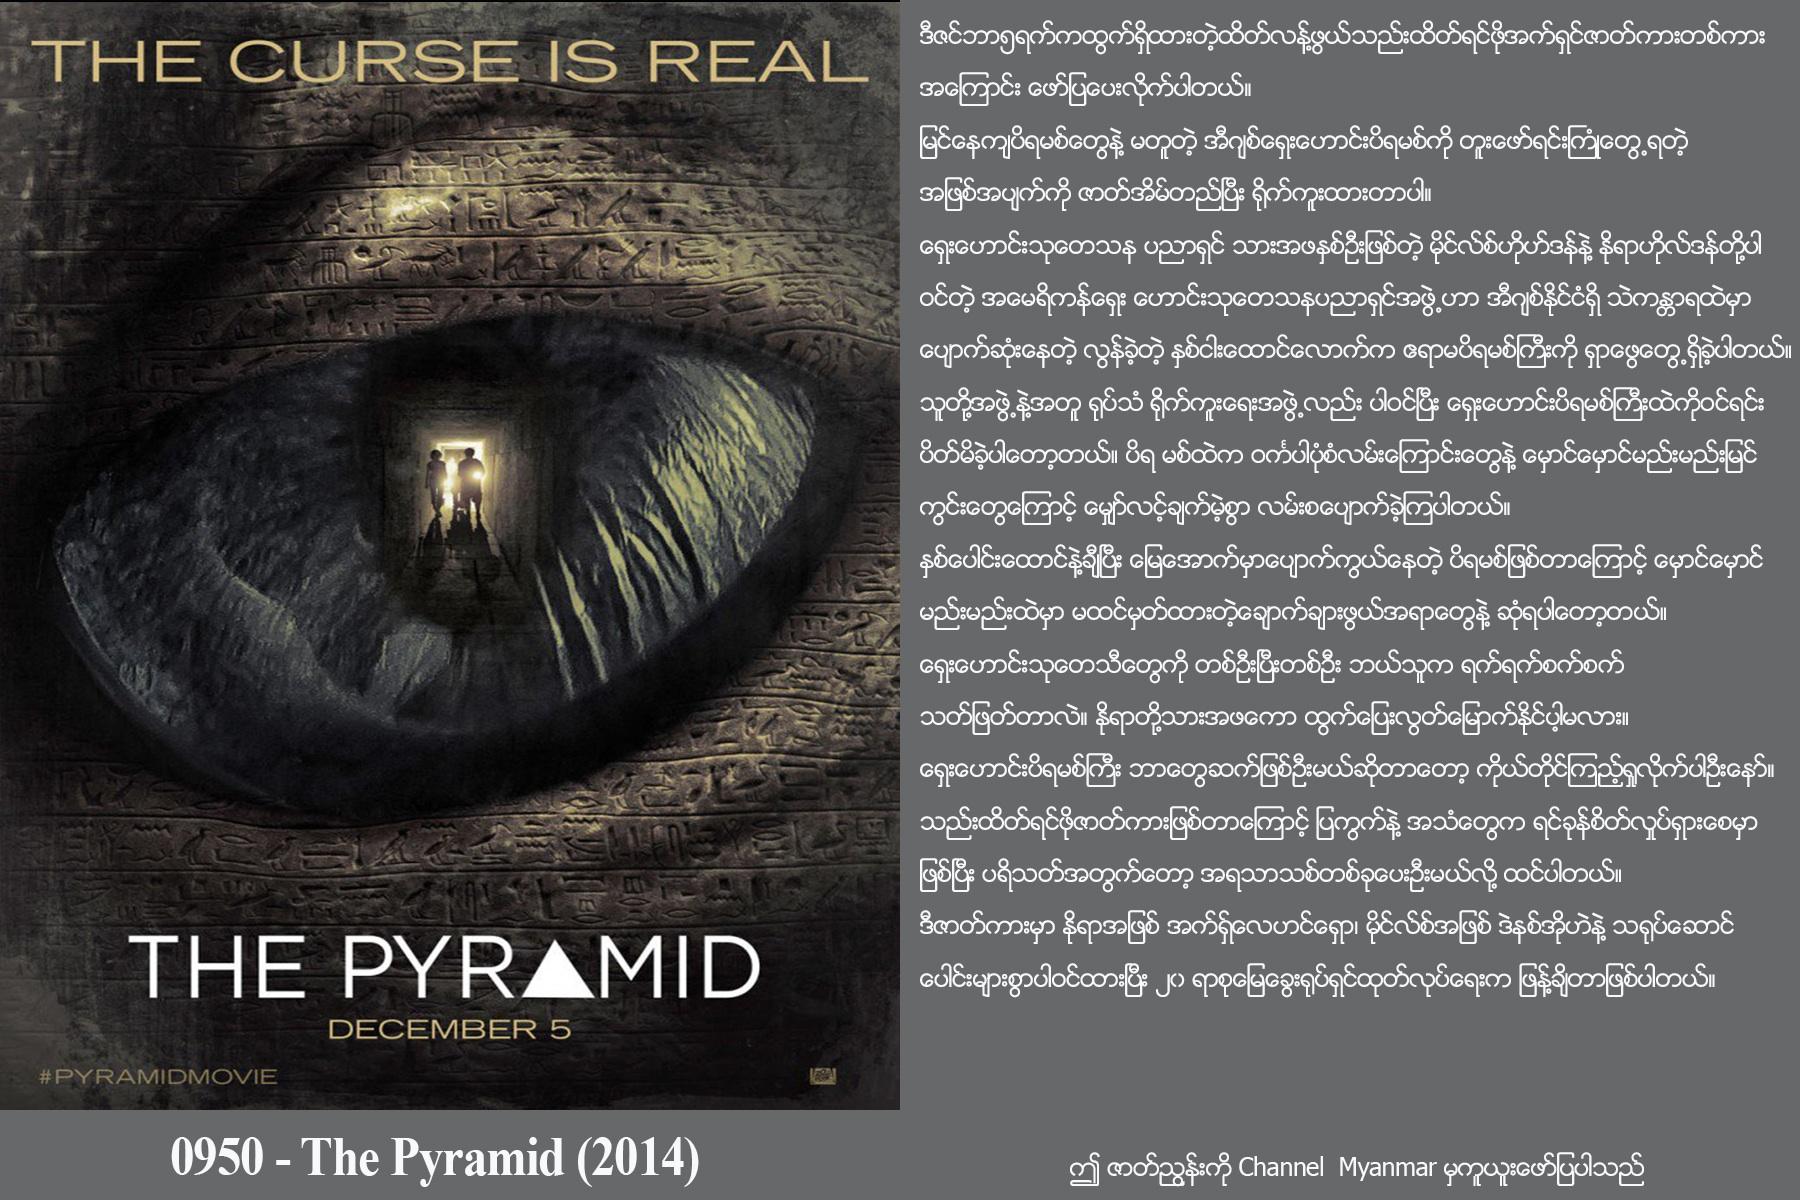 THE CURSE IS REAL
THE PYRAMID
DECEMBER 5
#PYRAMIDMOVIE
0950 - The Pyramid (2014)
ဒီဇင်ဘာ၅ရက်ကထွက်ရှိထားတဲ့ထိတ်လန့်ဖွယ်သည်းထိတ်ရင်ဖိုအက်ရှင်ဇာတ်ကားတစ်ကား
အကြောင်း ဖော်ပြပေးလိုက်ပါတယ်။
မြင်နေကျပိရမစ်တွေနဲ့ မတူတဲ့ အီဂျစ်ရှေးဟောင်းပိရမစ်ကို တူးဖော်ရင်းကြုံတွေ့ရတဲ့
အဖြစ်အပျက်ကို ဇာတ်အိမ်တည်ပြီး ရိုက်ကူးထားတာပါ။
ရှေးဟောင်းသုတေသန ပညာရှင် သားအဖနှစ်ဦးဖြစ်တဲ့ မိုင်လ်စ်ဟိုဟ်ဒန်နဲ့ နိုရာဟိုလ်ဒန်တို့ပါ
ဝင်တဲ့ အမေရိကန်ရှေး ဟောင်းသုတေသနပညာရှင်အဖွဲ့ဟာ အီဂျစ်နိုင်ငံရှိ သဲကန္တာရထဲမှာ
ပျောက်ဆုံးနေတဲ့ လွန်ခဲ့တဲ့ နှစ်ငါးထောင်လောက်က ဧရာမပိရမစ်ကြီးကို ရှာဖွေတွေ့ရှိခဲ့ပါတယ်။
သူတို့အဖွဲ့နဲ့အတူ ရုပ်သံ ရိုက်ကူးရေးအဖွဲ့လည်း ပါဝင်ပြီး ရှေးဟောင်းပိရမစ်ကြီးထဲကိုဝင်ရင်း
ပိတ်မိခဲ့ပါတော့တယ်။ ပိရ မစ်ထဲက ဝင်္ကပါပုံစံလမ်းကြောင်းတွေနဲ့ မှောင်မှောင်မည်းမည်းမြင်
ကွင်းတွေကြောင့် မျှော်လင့်ချက်မဲ့စွာ လမ်းစပျောက်ခဲ့ကြပါတယ်။
နှစ်ပေါင်းထောင်နဲ့ချီပြီး မြေအောက်မှာပျောက်ကွယ်နေတဲ့ ပိရမစ်ဖြစ်တာကြောင့် မှောင်မှောင်
မည်းမည်းထဲမှာ မထင်မှတ်ထားတဲ့ချောက်ချားဖွယ်အရာတွေနဲ့ ဆုံရပါတော့တယ်။
ရှေးဟောင်းသုတေသီတွေကို တစ်ဦးပြီးတစ်ဦး ဘယ်သူက ရက်ရက်စက်စက်
သတ်ဖြတ်တာလဲ။ နိုရာတို့သားအဖကော ထွက်ပြေးလွတ်မြောက်နိုင်ပါ့မလား။
ရှေးဟောင်းပိရမစ်ကြီး ဘာတွေဆက်ဖြစ်ဦးမယ်ဆိုတာတော့ ကိုယ်တိုင်ကြည့်ရှုလိုက်ပါဦးနော်။
သည်းထိတ်ရင်ဖိုဇာတ်ကားဖြစ်တာကြောင့် ပြကွက်နဲ့ အသံတွေက ရင်ခုန်စိတ်လှုပ်ရှားစေမှာ
ဖြစ်ပြီး ပရိသတ်အတွက်တော့ အရသာသစ်တစ်ခုပေးဦးမယ်လို့ ထင်ပါတယ်။
ဒီဇာတ်ကားမှာ နိုရာအဖြစ် အက်ရှ်လေဟင်ရှော၊ မိုင်လ်စ်အဖြစ် ဒဲနစ်အိုဟဲနဲ့ သရုပ်ဆောင်
ပေါင်းများစွာပါဝင်ထားပြီး ၂၀ ရာစုမြေခွေးရုပ်ရှင်ထုတ်လုပ်ရေးက ဖြန့်ချိတာဖြစ်ပါတယ်။
ဤ ဇာတ်ညွှန်းကို Channel Myanmar မှကူယူးဖော်ပြပါသည်